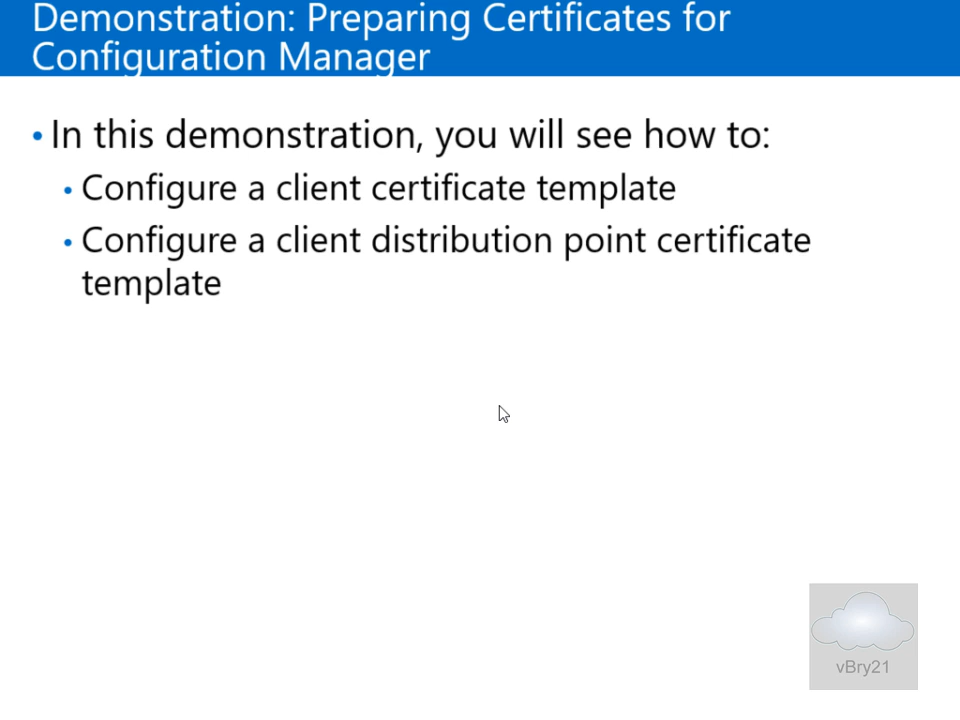 Demonstration: Preparing Certificates for
Configuration Manager
• In this demonstration, you will see how to:
• Configure a client certificate template
• Configure a client distribution point certificate
template
vBry21